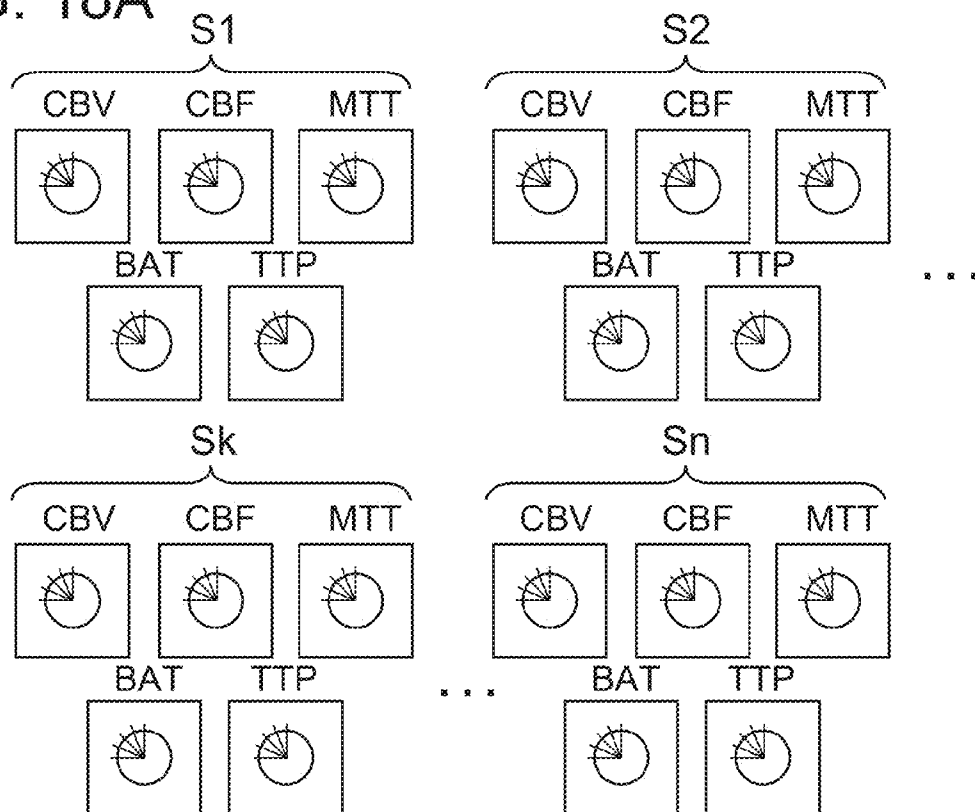 S1 S2
CBV CBF MTT CBV CBF MTT
BAT TTP BAT TTP
...
Sk Sn
CBV CBF MTT CBV CBF MTT
BAT TTP ... BAT TTP